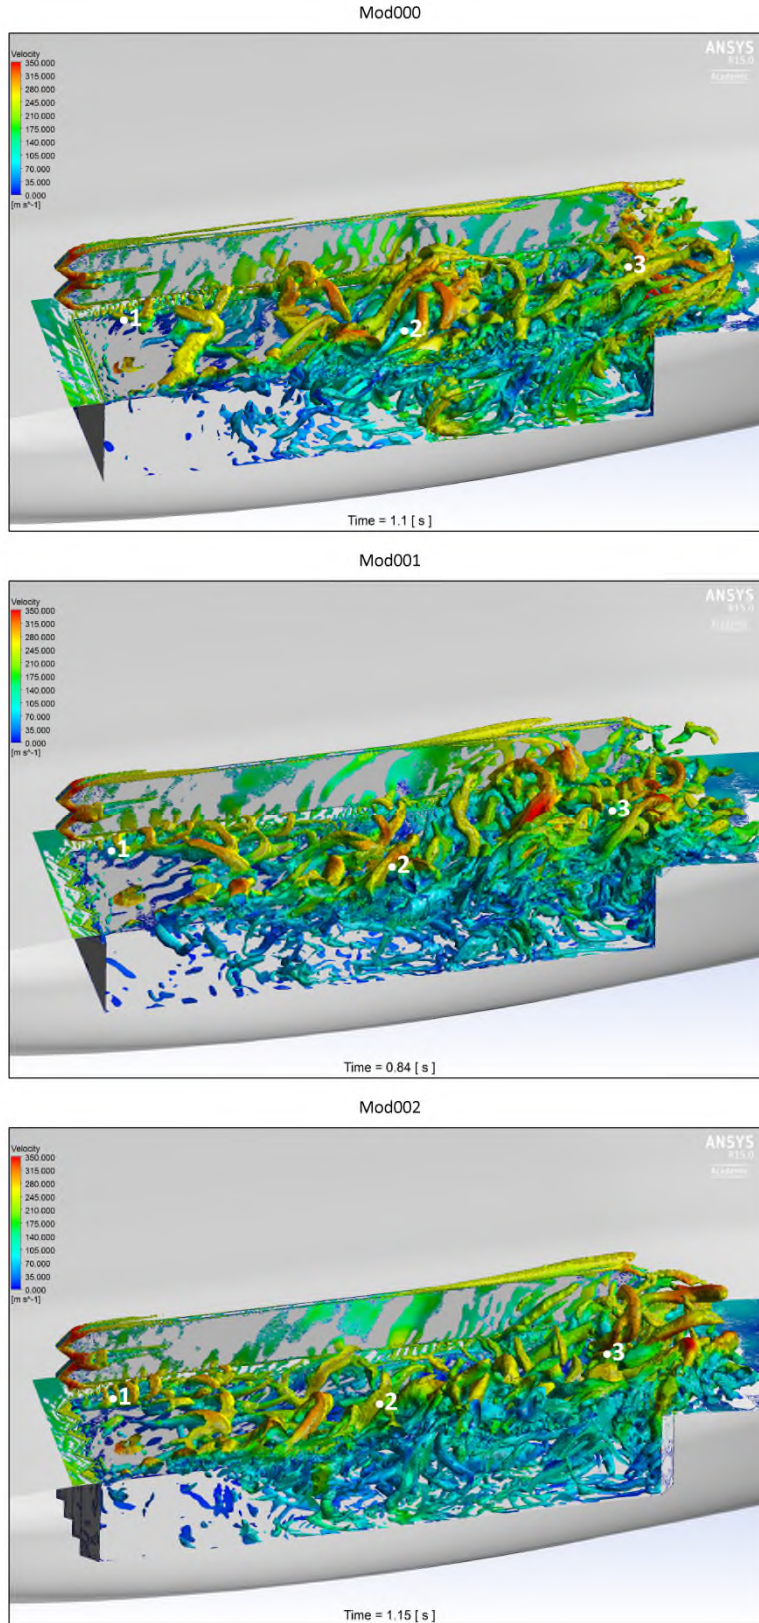 Mod000
ANSYS
R15.0
Academic
Velocity
350.000
315.000
280.000
245.000
210.000
175.000
140.000
105.000
70.000
35.000
0.000
[m s^-1]
1
2
3
Time = 1.1 [ s ]
Mod001
ANSYS
R15.0
Academic
Velocity
350.000
315.000
280.000
245.000
210.000
175.000
140.000
105.000
70.000
35.000
0.000
[m s^-1]
1
2
3
Time = 0.84 [ s ]
Mod002
ANSYS
R15.0
Academic
Velocity
350.000
315.000
280.000
245.000
210.000
175.000
140.000
105.000
70.000
35.000
0.000
[m s^-1]
1
2
3
Time = 1.15 [ s ]